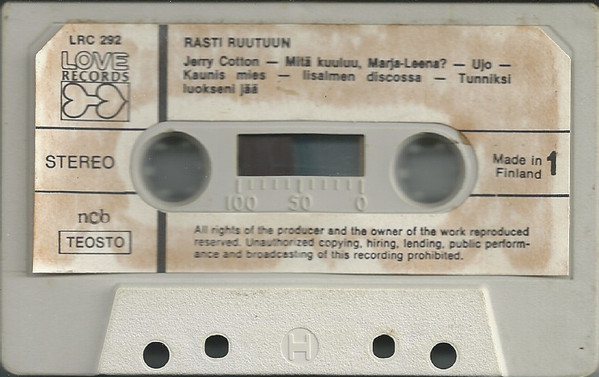 LRC 292
LOVE
RECORDS
RASTI RUUTUUN
Jerry Cotton — Mitä kuuluu, Marja-Leena? — Ujo —
Kaunis mies — Iisalmen discossa — Tunniksi
luokseni jää
STEREO
Made in
Finland
1
100 50 0
ncb
TEOSTO
All rights of the producer and the owner of the work reproduced
reserved. Unauthorized copying, hiring, lending, public perform-
ance and broadcasting of this recording prohibited.
H